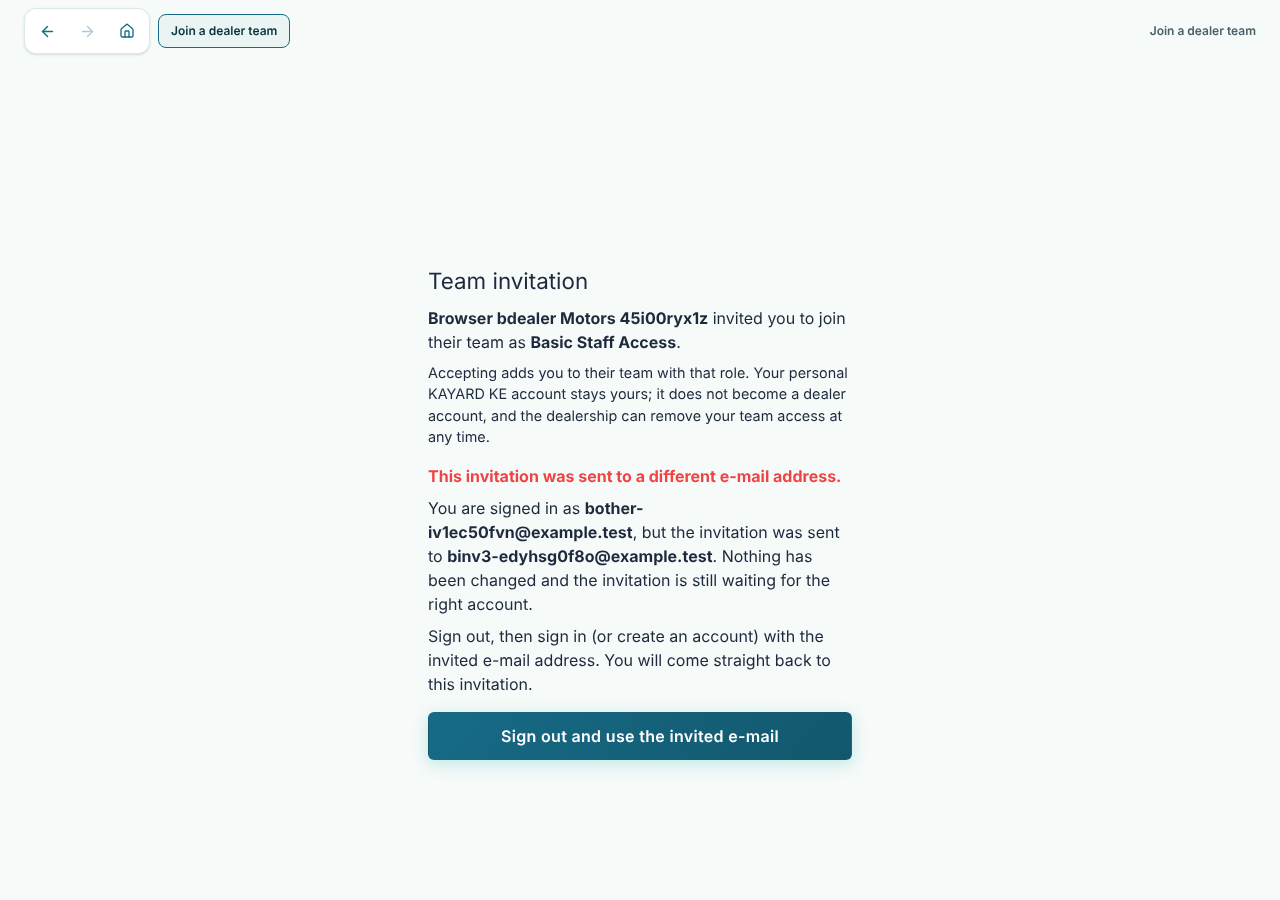 Join a dealer team
Join a dealer team
Team invitation
Browser bdealer Motors 45i00ryx1z invited you to join
their team as Basic Staff Access.
Accepting adds you to their team with that role. Your personal
KAYARD KE account stays yours; it does not become a dealer
account, and the dealership can remove your team access at
any time.
This invitation was sent to a different e-mail address.
You are signed in as bother-
iv1ec50fvn@example.test, but the invitation was sent
to binv3-edyhsg0f8o@example.test. Nothing has
been changed and the invitation is still waiting for the
right account.
Sign out, then sign in (or create an account) with the
invited e-mail address. You will come straight back to
this invitation.
Sign out and use the invited e-mail